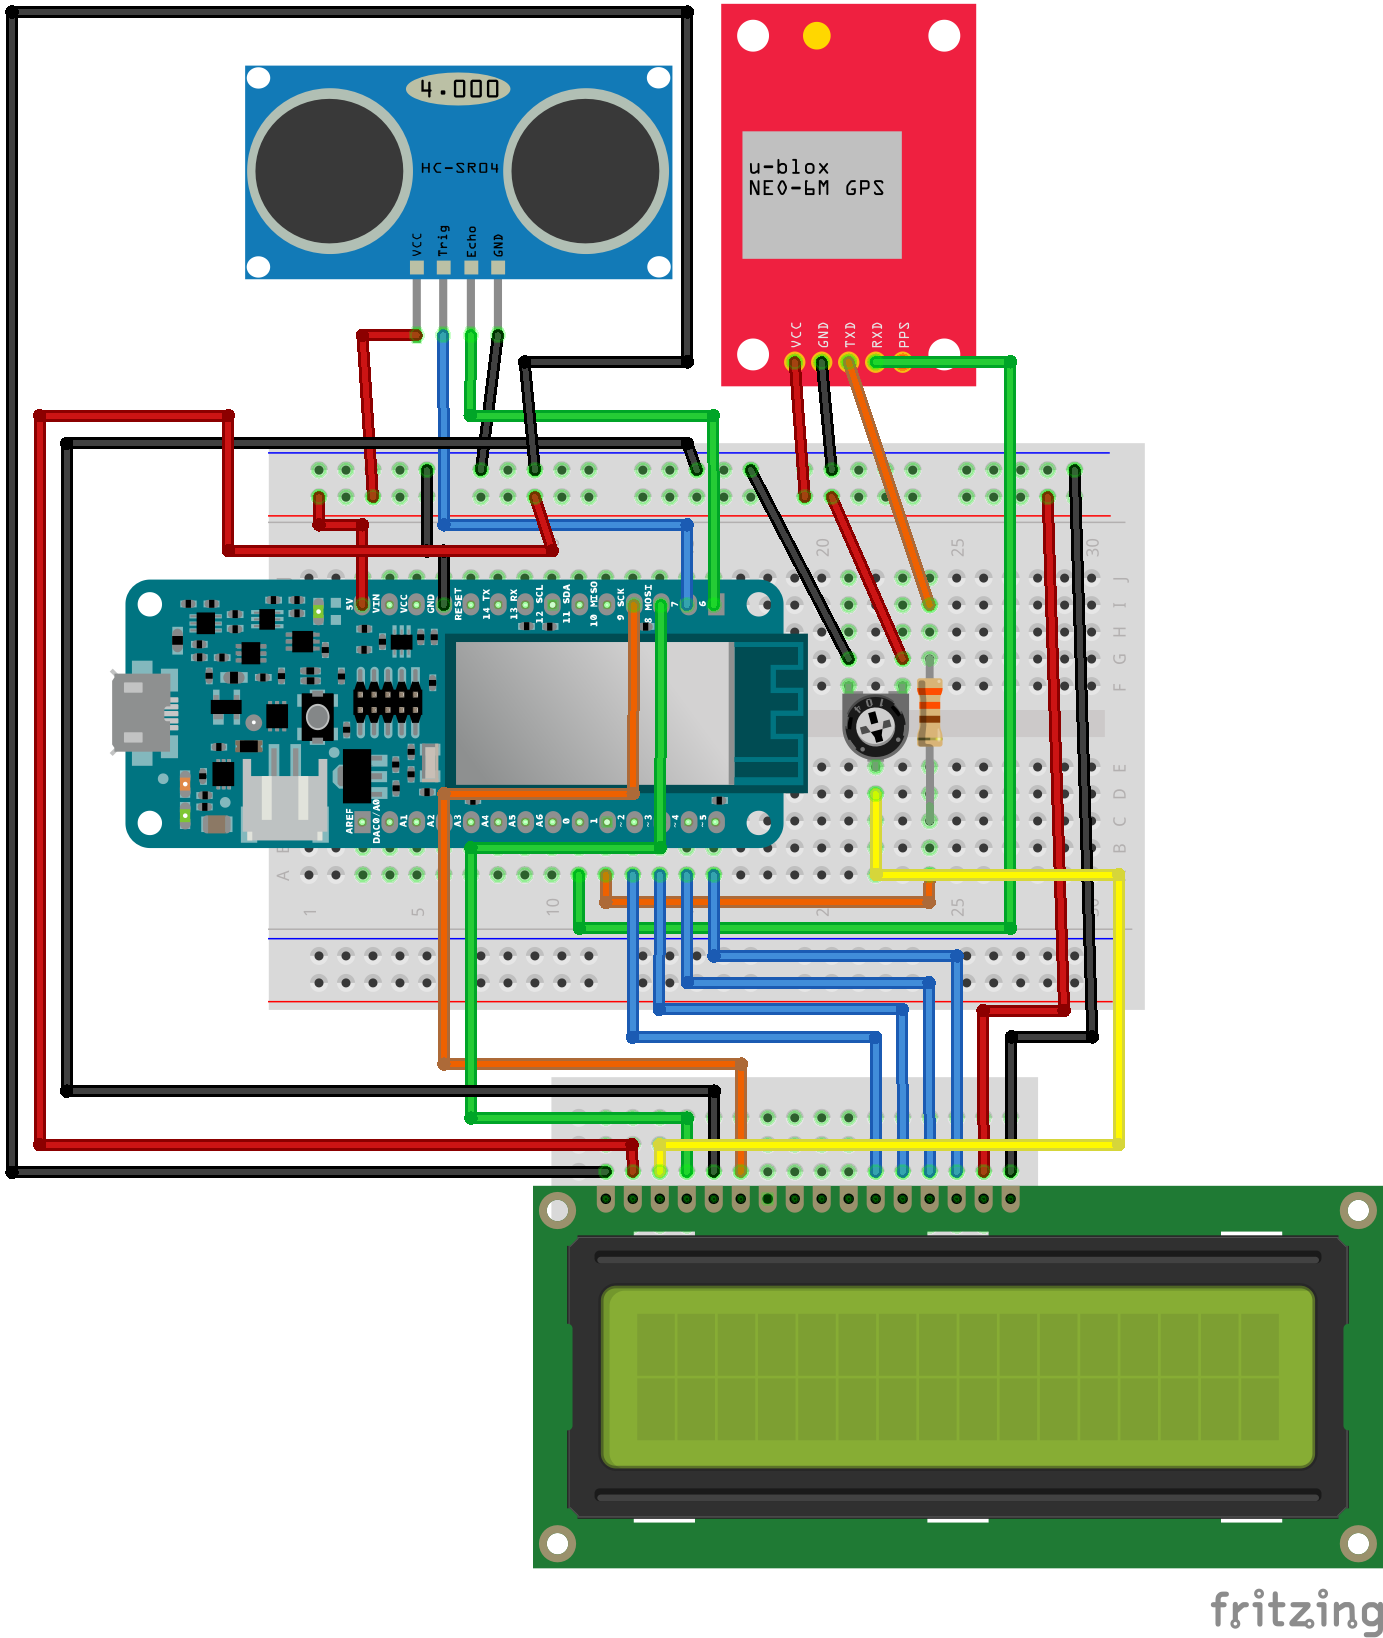 4.000
HC-SR04
VCC
Trig
Echo
GND
u-blox
NEO-6M GPS
VCC
GND
TXD
RXD
PPS
20
25
30
J
I
H
G
F
5V
VIN
VCC
GND
RESET
14 TX
13 RX
12 SCL
11 SDA
10 MISO
9 SCK
8 MOSI
7
6
104
AREF
DAC0/A0
A1
A2
A3
A4
A5
A6
0
1
~2
~3
~4
~5
E
D
C
B
A
A
1
5
10
25
fritzing